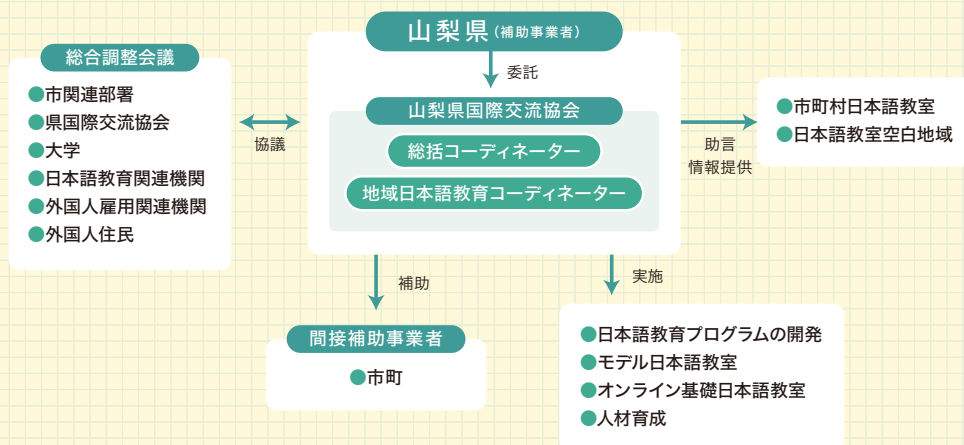 総合調整会議
●市関連部署
●県国際交流協会
●大学
●日本語教育関連機関
●外国人雇用関連機関
●外国人住民
協議
山梨県（補助事業者）
委託
山梨県国際交流協会
総括コーディネーター
地域日本語教育コーディネーター
助言
情報提供
●市町村日本語教室
●日本語教室空白地域
補助
間接補助事業者
●市町
実施
●日本語教育プログラムの開発
●モデル日本語教室
●オンライン基礎日本語教室
●人材育成